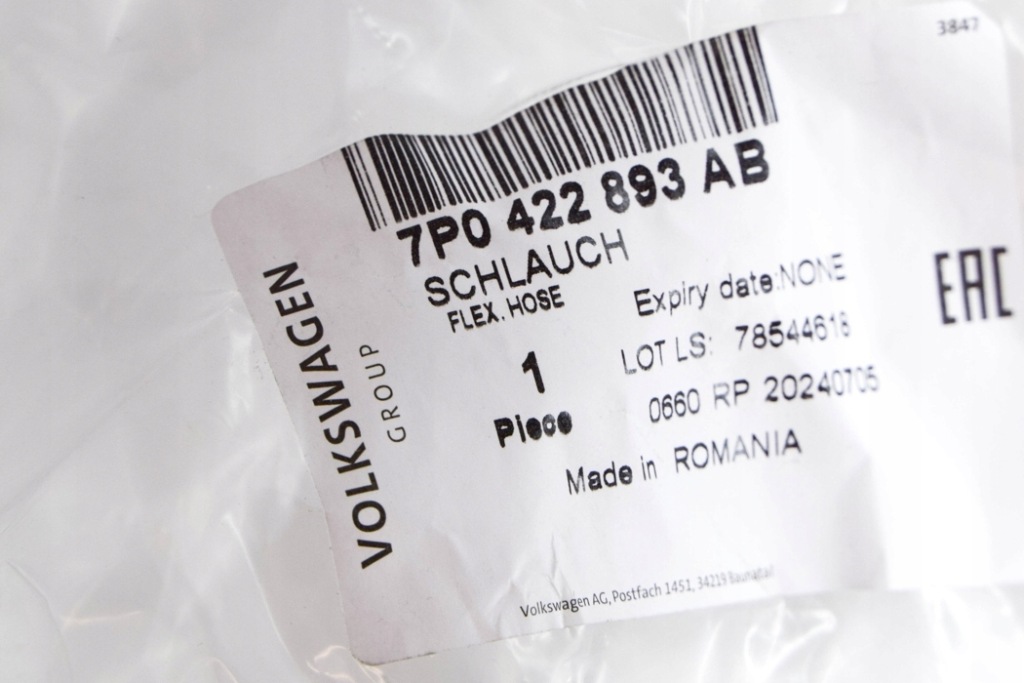 3847
7P0 422 893 AB
SCHLAUCH
FLEX. HOSE
Expiry date:NONE
EAC
1
LOT LS: 78544618
Piece
0660 RP 20240705
Made in ROMANIA
VOLKSWAGEN
GROUP
Volkswagen AG, Postfach 1451, 34219 Baunatal